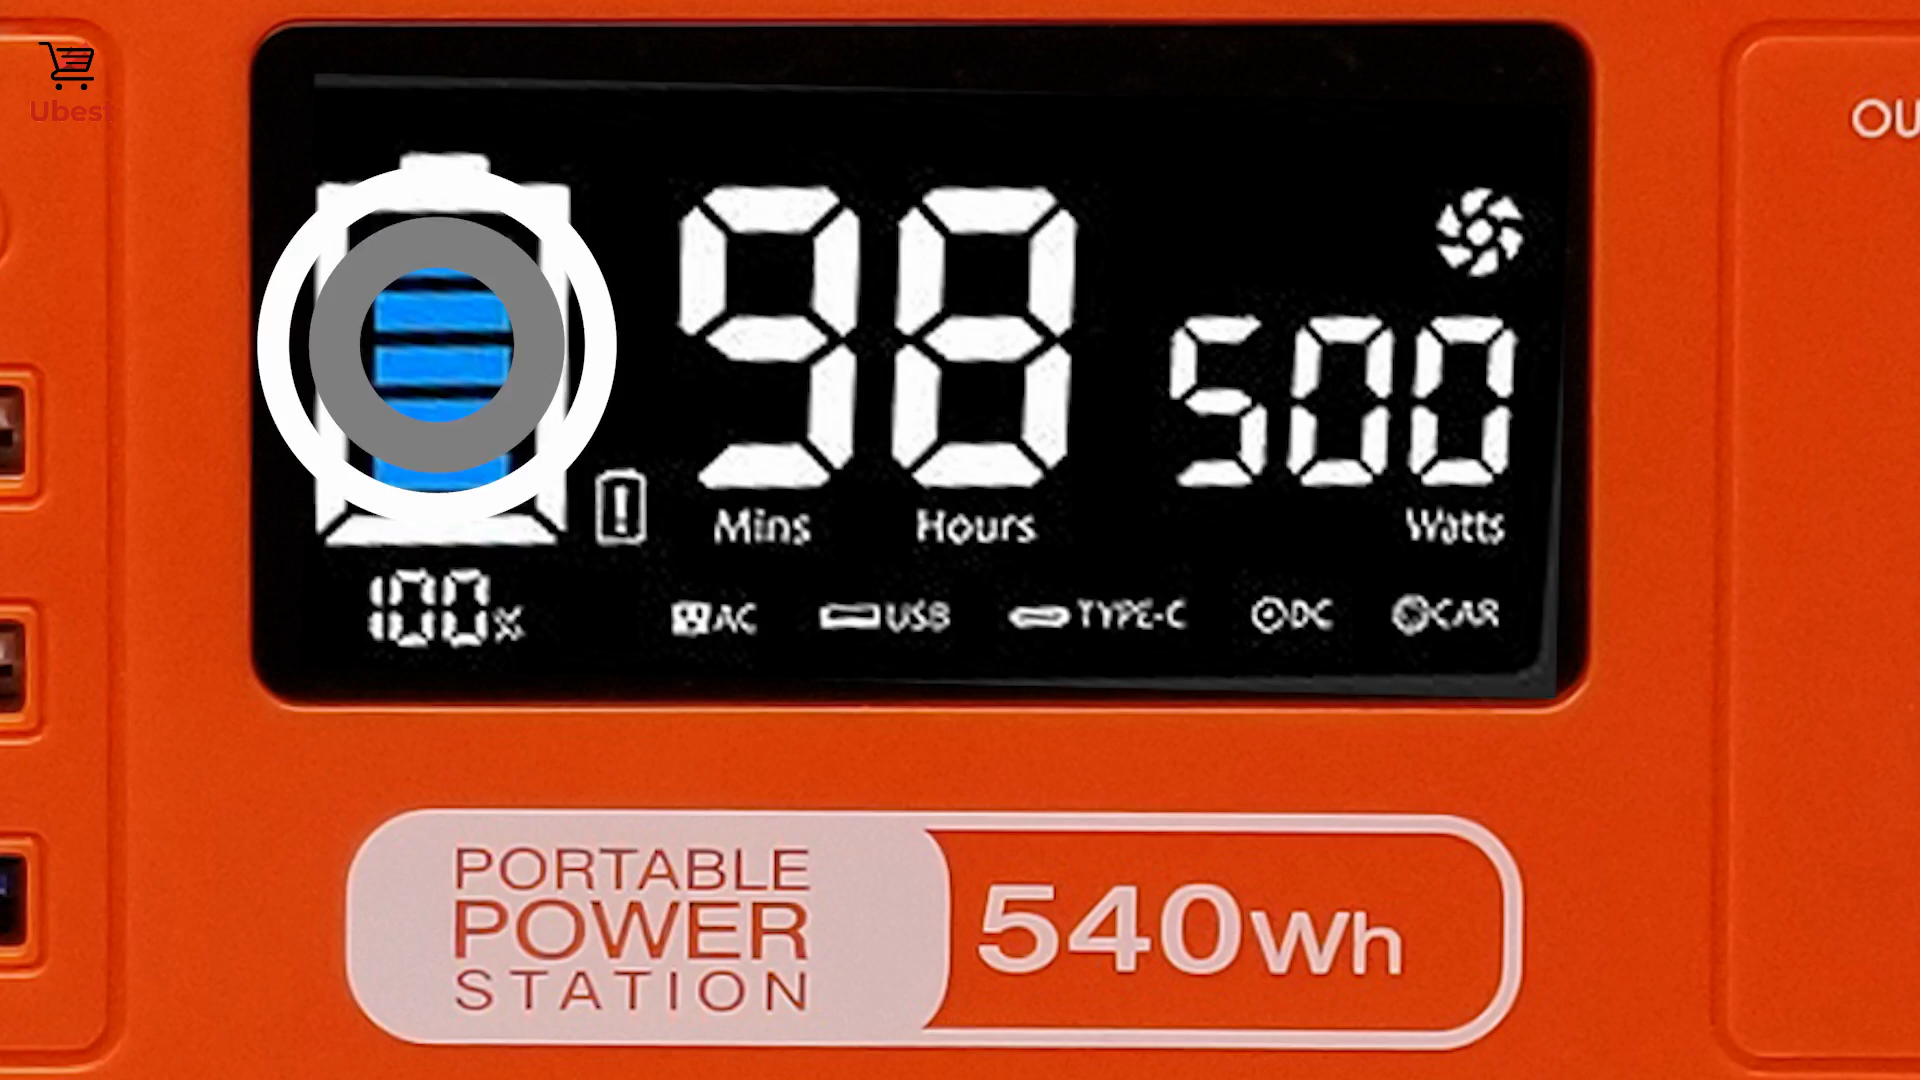 Ubest
OU
98
500
Mins
Hours
Watts
100%
AC
USB
TYPE-C
DC
CAR
PORTABLE
POWER
STATION
540Wh